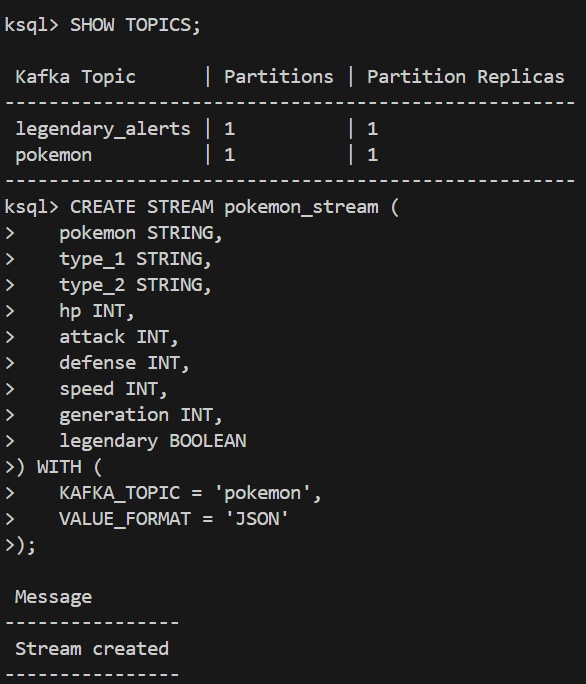 ksql> SHOW TOPICS;
 Kafka Topic      | Partitions | Partition Replicas
----------------------------------------------------
 legendary_alerts | 1          | 1
 pokemon          | 1          | 1
----------------------------------------------------
ksql> CREATE STREAM pokemon_stream (
>    pokemon STRING,
>    type_1 STRING,
>    type_2 STRING,
>    hp INT,
>    attack INT,
>    defense INT,
>    speed INT,
>    generation INT,
>    legendary BOOLEAN
>) WITH (
>    KAFKA_TOPIC = 'pokemon',
>    VALUE_FORMAT = 'JSON'
>);
 Message
----------------
 Stream created
----------------